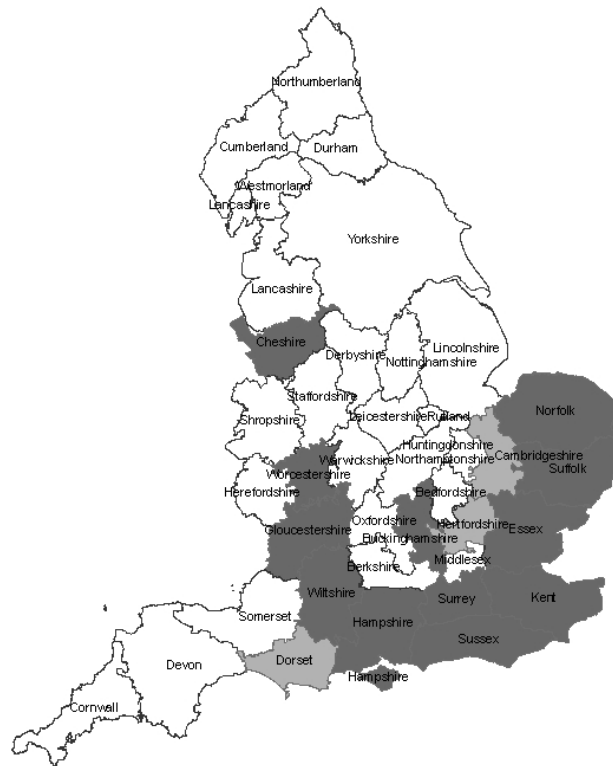 Northumberland
Cumberland
Durham
Westmorland
Lancashire
Yorkshire
Lancashire
Cheshire
Derbyshire
Nottinghamshire
Lincolnshire
Staffordshire
Shropshire
Leicestershire
Rutland
Norfolk
Huntingdonshire
Cambridgeshire
Suffolk
Warwickshire
Northamptonshire
Worcestershire
Herefordshire
Bedfordshire
Oxfordshire
Hertfordshire
Essex
Gloucestershire
Buckinghamshire
Middlesex
Berkshire
Wiltshire
Surrey
Kent
Somerset
Hampshire
Sussex
Dorset
Devon
Hampshire
Cornwall